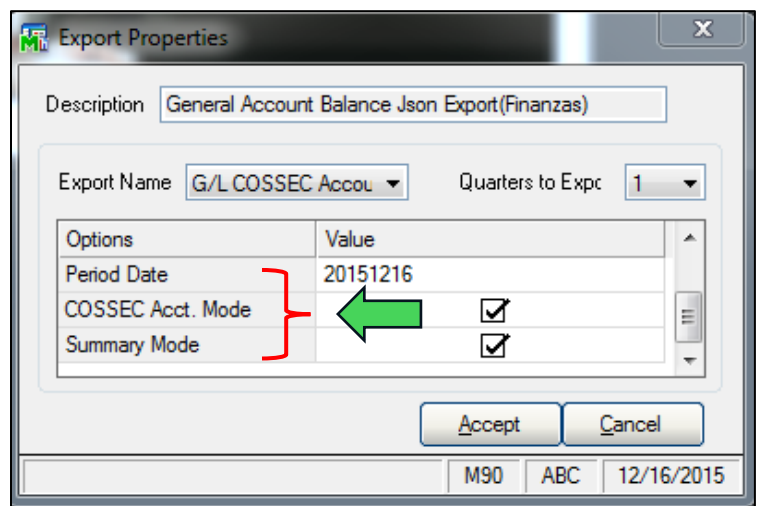 Export Properties
Description General Account Balance Json Export(Finanzas)
Export Name G/L COSSEC Accou Quarters to Expc 1
Options Value
Period Date 20151216
COSSEC Acct. Mode
Summary Mode
Accept Cancel
M90 ABC 12/16/2015